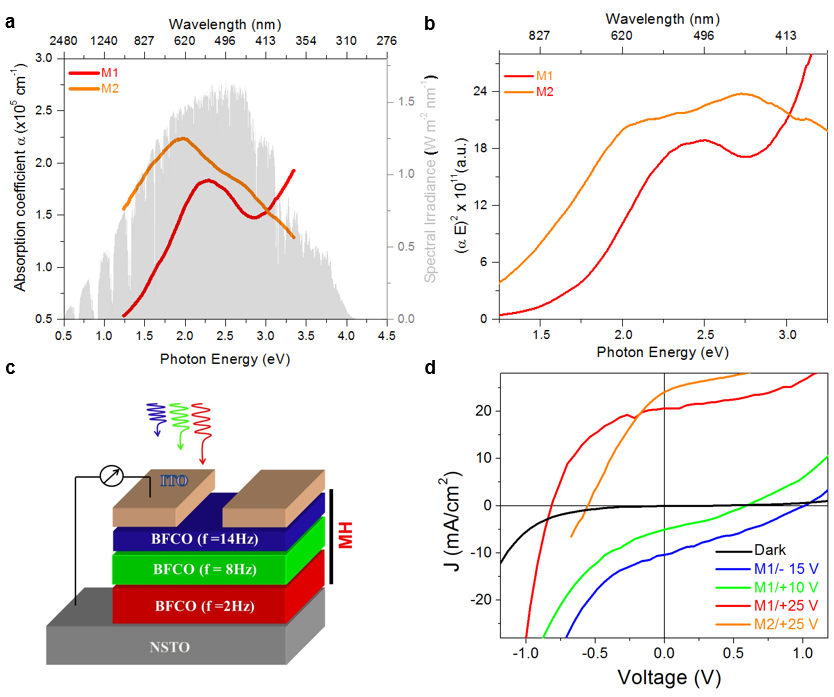 a
Wavelength (nm)
2480 1240 827 620 496 413 354 310 276
3.0
2.5
2.0
1.5
1.0
0.5
Absorption coefficient α (x10⁵ cm⁻¹)
M1
M2
1.5
1.0
0.5
0.0
Spectral Irradiance (W m⁻² nm⁻¹)
0.5 1.0 1.5 2.0 2.5 3.0 3.5 4.0 4.5
Photon Energy (eV)
b
Wavelength (nm)
827 620 496 413
24
18
12
6
0
(α E)² x 10¹¹ (a.u.)
M1
M2
1.5 2.0 2.5 3.0
Photon Energy (eV)
c
ITO
BFCO (f =14Hz)
BFCO (f = 8Hz)
BFCO (f =2Hz)
NSTO
MH
d
20
10
0
-10
-20
J (mA/cm²)
Dark
M1/- 15 V
M1/+10 V
M1/+25 V
M2/+25 V
-1.0 -0.5 0.0 0.5 1.0
Voltage (V)